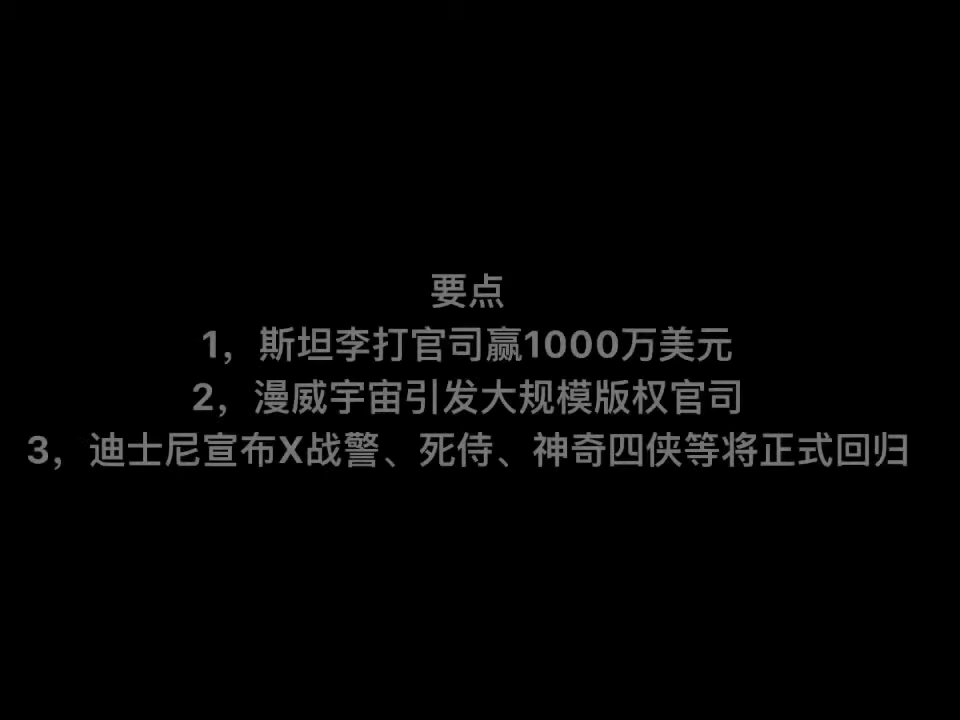 要点
1，斯坦李打官司赢1000万美元
2，漫威宇宙引发大规模版权官司
3，迪士尼宣布X战警、死侍、神奇四侠等将正式回归